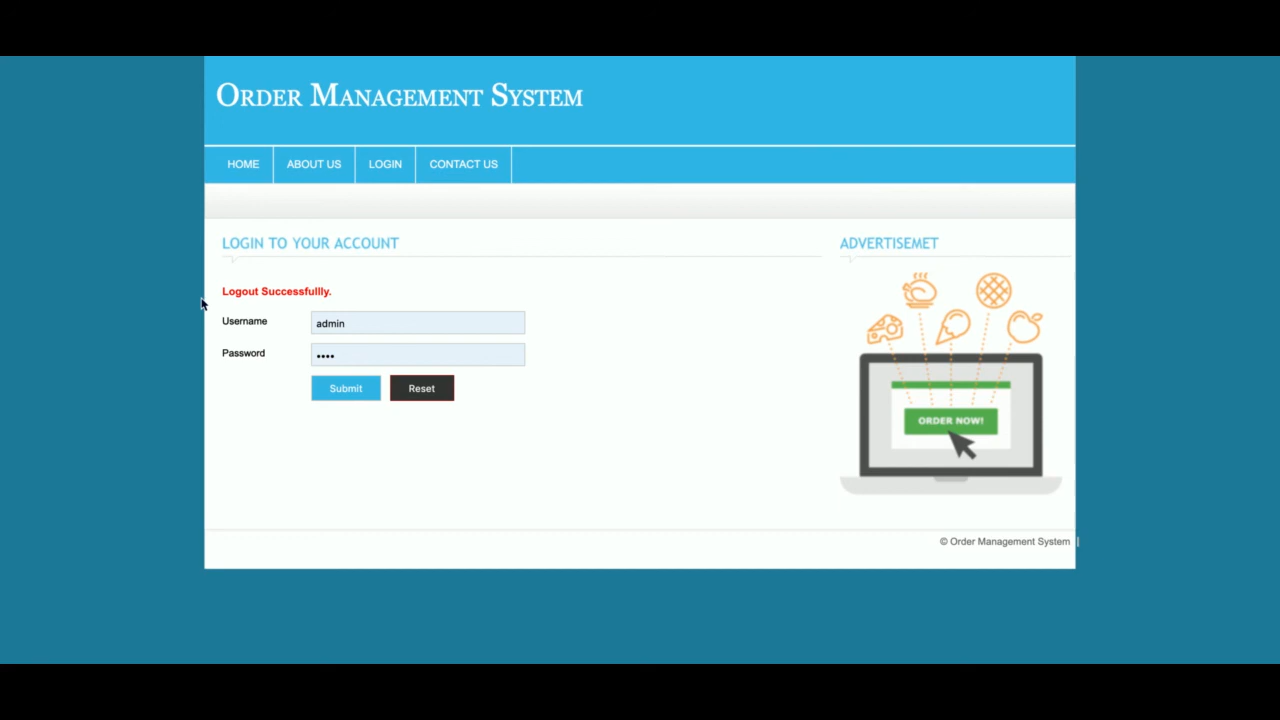 Order Management System
HOME ABOUT US LOGIN CONTACT US
LOGIN TO YOUR ACCOUNT
Logout Successfullly.
Username admin
Password ••••
Submit Reset
ADVERTISEMET
ORDER NOW!
© Order Management System |